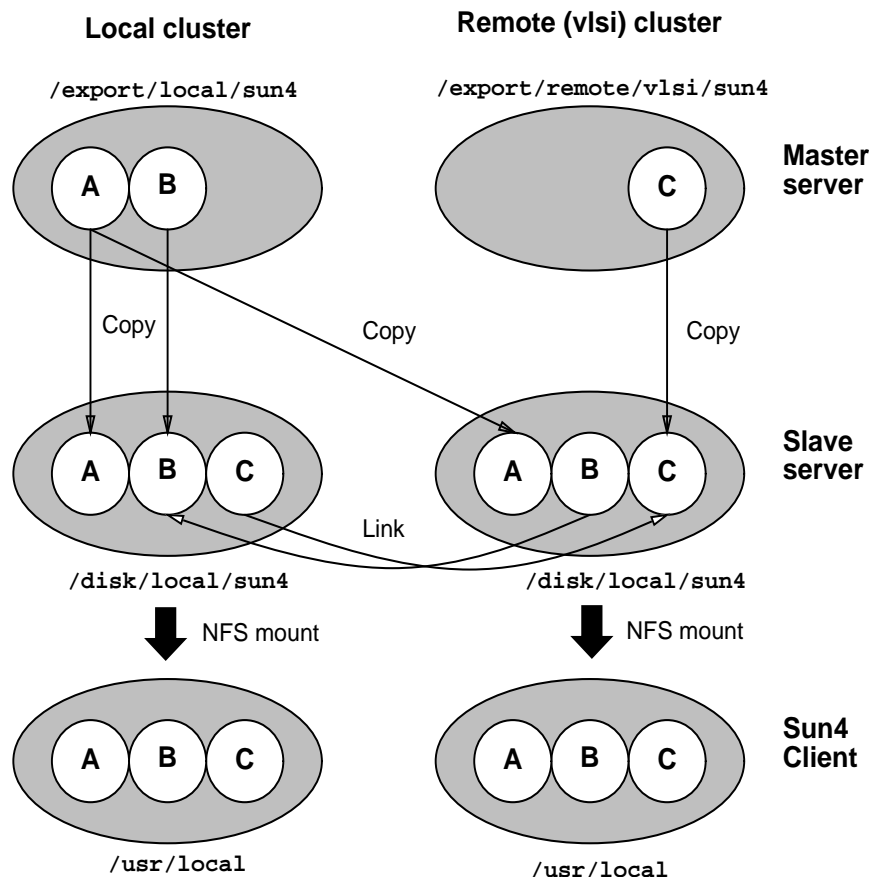 Local cluster
Remote (vlsi) cluster
/export/local/sun4
/export/remote/vlsi/sun4
A
B
C
Master
server
Copy
Copy
Copy
A
B
C
A
B
C
Slave
server
Link
/disk/local/sun4
/disk/local/sun4
NFS mount
NFS mount
A
B
C
A
B
C
Sun4
Client
/usr/local
/usr/local